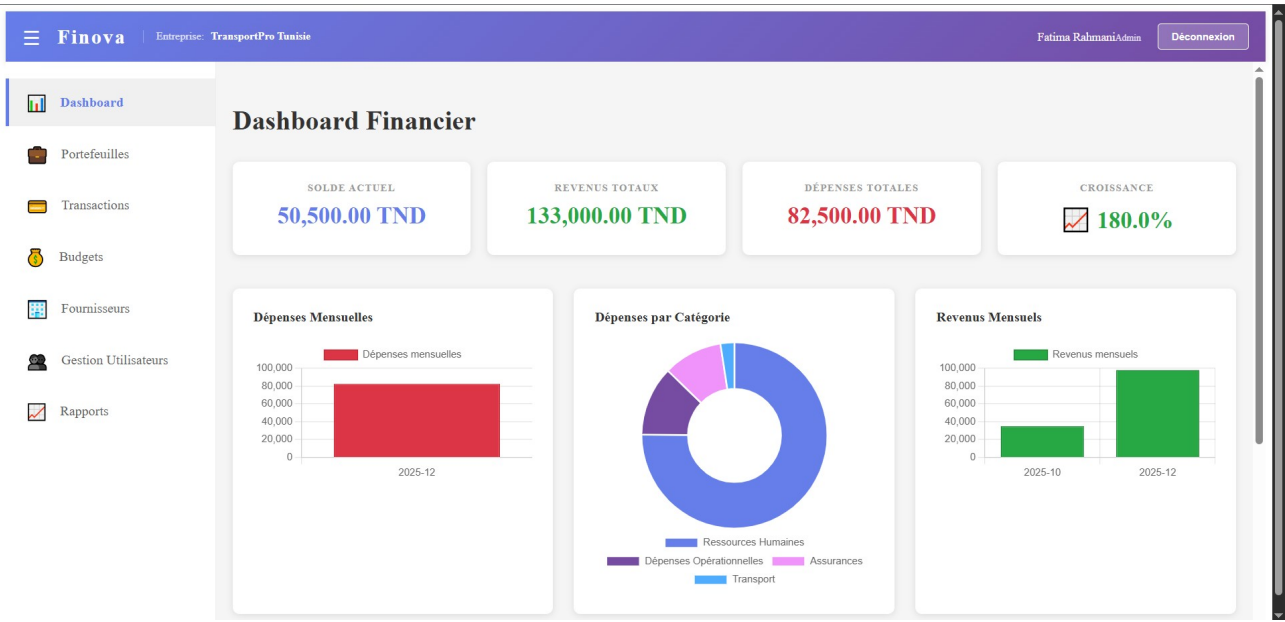 ☰ Finova Entreprise: TransportPro Tunisie Fatima RahmaniAdmin Déconnexion
Dashboard
Portefeuilles
Transactions
Budgets
Fournisseurs
Gestion Utilisateurs
Rapports
Dashboard Financier
SOLDE ACTUEL
50,500.00 TND
REVENUS TOTAUX
133,000.00 TND
DÉPENSES TOTALES
82,500.00 TND
CROISSANCE
180.0%
Dépenses Mensuelles
Dépenses mensuelles
100,000
80,000
60,000
40,000
20,000
0
2025-12
Dépenses par Catégorie
Ressources Humaines
Dépenses Opérationnelles Assurances
Transport
Revenus Mensuels
Revenus mensuels
100,000
80,000
60,000
40,000
20,000
0
2025-10 2025-12